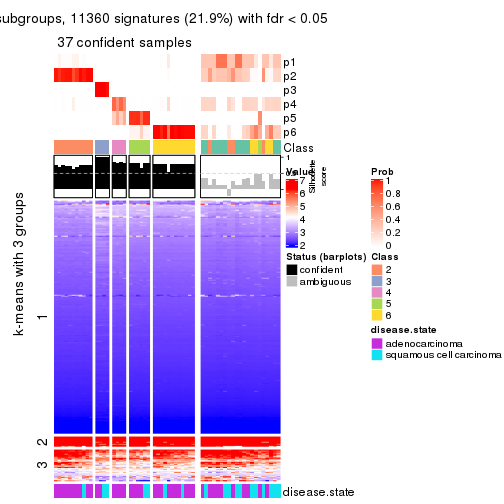 subgroups, 11360 signatures (21.9%) with fdr < 0.05
37 confident samples
p1
p2
p3
p4
p5
p6
Class
1
Silhouette
score
k-means with 3 groups
1
2
3
disease.state
Value
7
6
5
4
3
2
Prob
1
0.8
0.6
0.4
0.2
0
Status (barplots)
confident
ambiguous
Class
2
3
4
5
6
disease.state
adenocarcinoma
squamous cell carcinoma